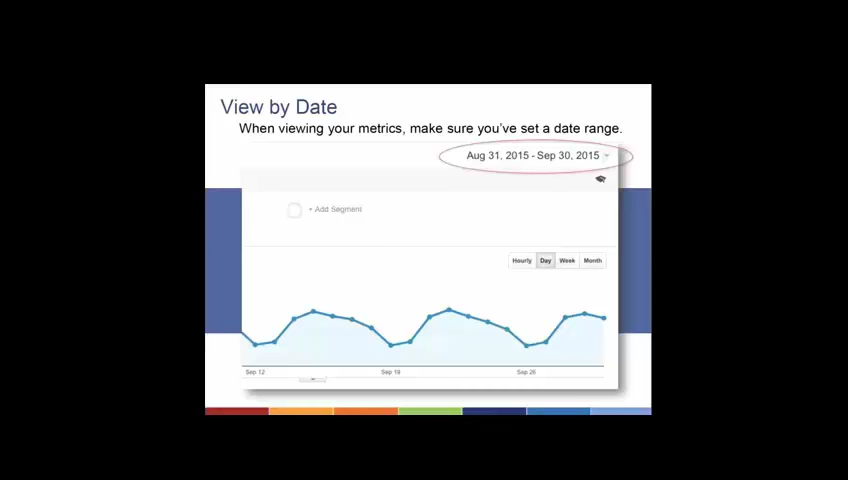 View by Date
When viewing your metrics, make sure you've set a date range.
Aug 31, 2015 - Sep 30, 2015
+ Add Segment
Hourly Day Week Month
Sep 12 Sep 19 Sep 26